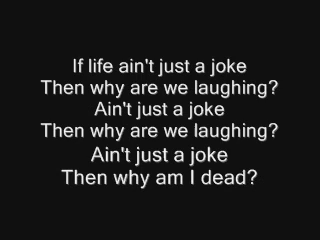 If life ain't just a joke
Then why are we laughing?
Ain't just a joke
Then why are we laughing?
Ain't just a joke
Then why am I dead?